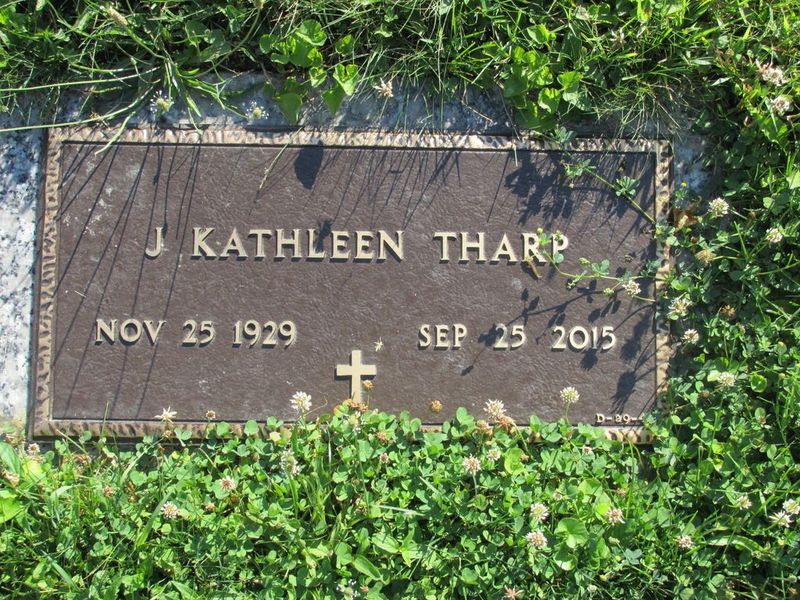 J KATHLEEN THARP
NOV 25 1929 SEP 25 2015